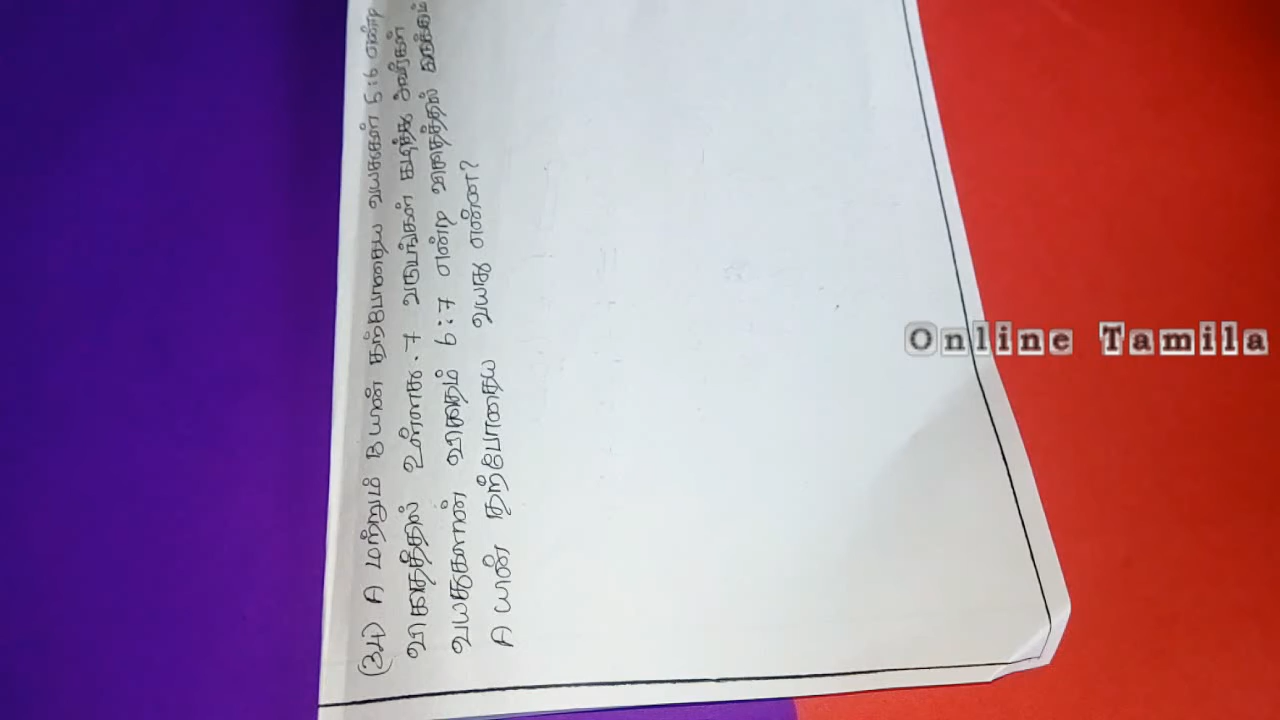 (34) A மற்றும் B யின் தற்போதைய வயதுகள் 5:6 என்ற
விகிதத்தில் உள்ளது. 7 வருடங்கள் கழித்து அவர்கள்
வயதுகளின் விகிதம் 6:7 என்ற விகிதத்தில் இருக்கும்
A யின் தற்போதைய வயது என்ன?
Online Tamila